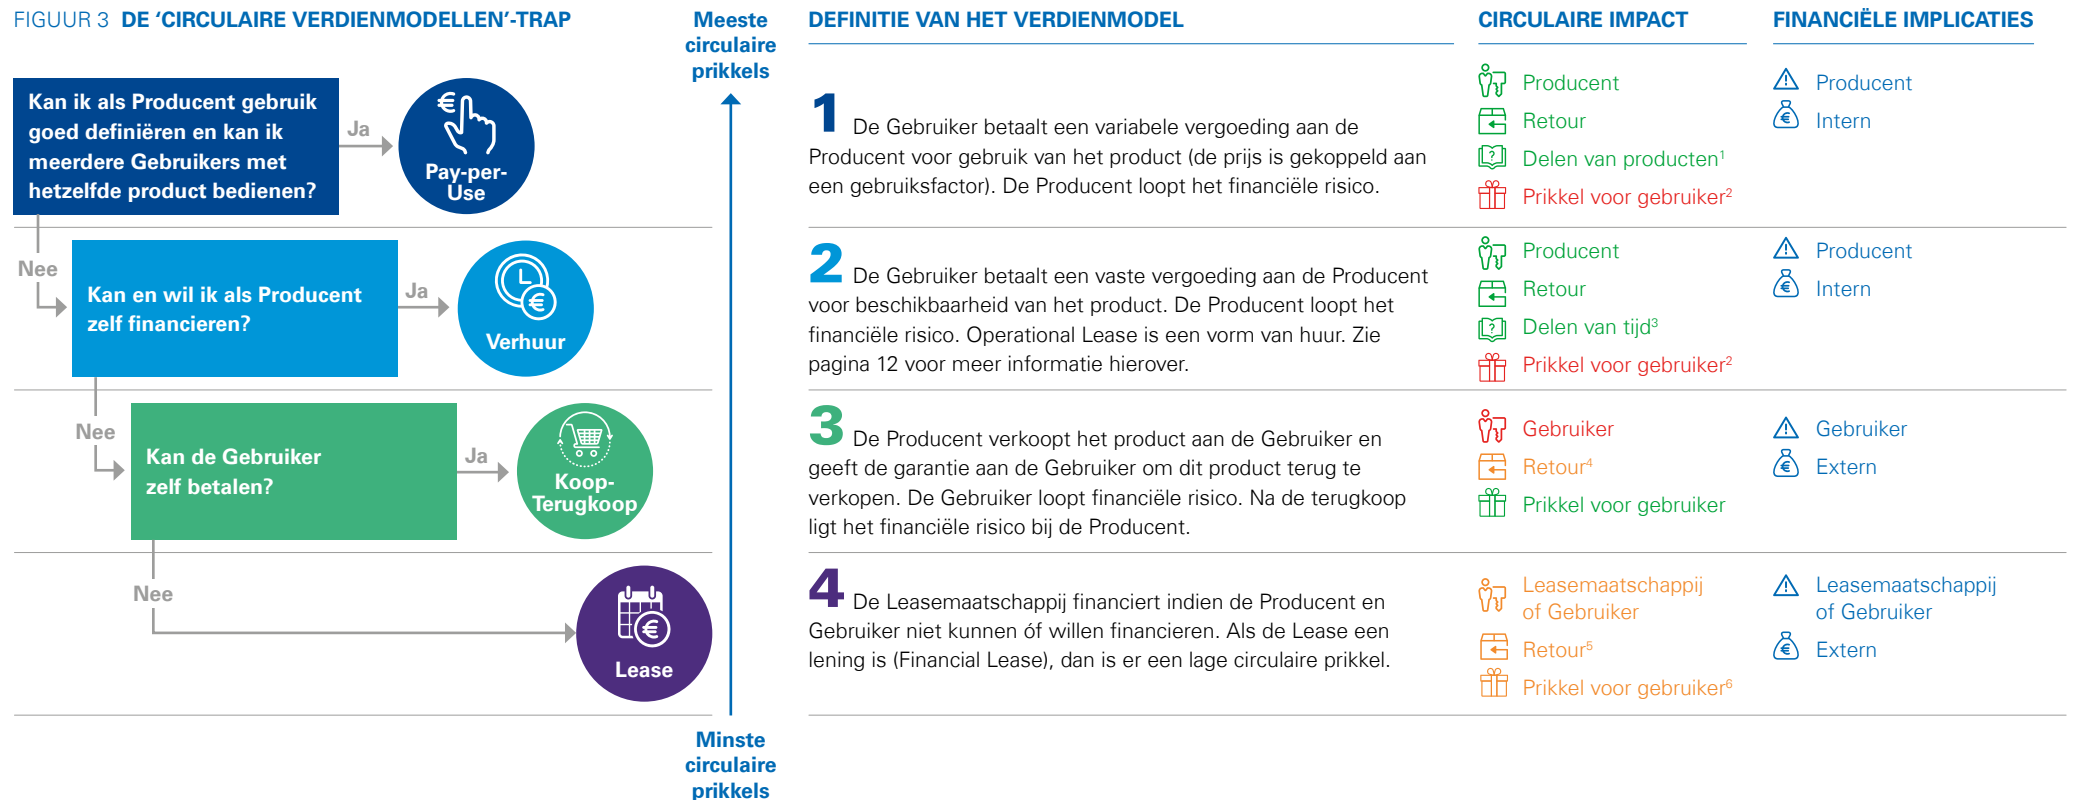 FIGUUR 3 DE ‘CIRCULAIRE VERDIENMODELLEN’-TRAP
Kan ik als Producent gebruik
goed definiëren en kan ik
meerdere Gebruikers met
hetzelfde product bedienen?
Ja
€
Pay-per-
Use
Nee
Kan en wil ik als Producent
zelf financieren?
Ja
€
Verhuur
Nee
Kan de Gebruiker
zelf betalen?
Ja
Koop-
Terugkoop
Nee
€
Lease
Meeste
circulaire
prikkels
Minste
circulaire
prikkels
DEFINITIE VAN HET VERDIENMODEL
1 De Gebruiker betaalt een variabele vergoeding aan de
Producent voor gebruik van het product (de prijs is gekoppeld aan
een gebruiksfactor). De Producent loopt het financiële risico.
2 De Gebruiker betaalt een vaste vergoeding aan de Producent
voor beschikbaarheid van het product. De Producent loopt het
financiële risico. Operational Lease is een vorm van huur. Zie
pagina 12 voor meer informatie hierover.
3 De Producent verkoopt het product aan de Gebruiker en
geeft de garantie aan de Gebruiker om dit product terug te
verkopen. De Gebruiker loopt financiële risico. Na de terugkoop
ligt het financiële risico bij de Producent.
4 De Leasemaatschappij financiert indien de Producent en
Gebruiker niet kunnen óf willen financieren. Als de Lease een
lening is (Financial Lease), dan is er een lage circulaire prikkel.
CIRCULAIRE IMPACT
Producent
Retour
? Delen van producten¹
Prikkel voor gebruiker²
Producent
Retour
? Delen van tijd³
Prikkel voor gebruiker²
Gebruiker
Retour⁴
Prikkel voor gebruiker
Leasemaatschappij
of Gebruiker
Retour⁵
Prikkel voor gebruiker⁶
FINANCIËLE IMPLICATIES
Producent
€ Intern
Producent
€ Intern
Gebruiker
€ Extern
Leasemaatschappij
of Gebruiker
€ Extern